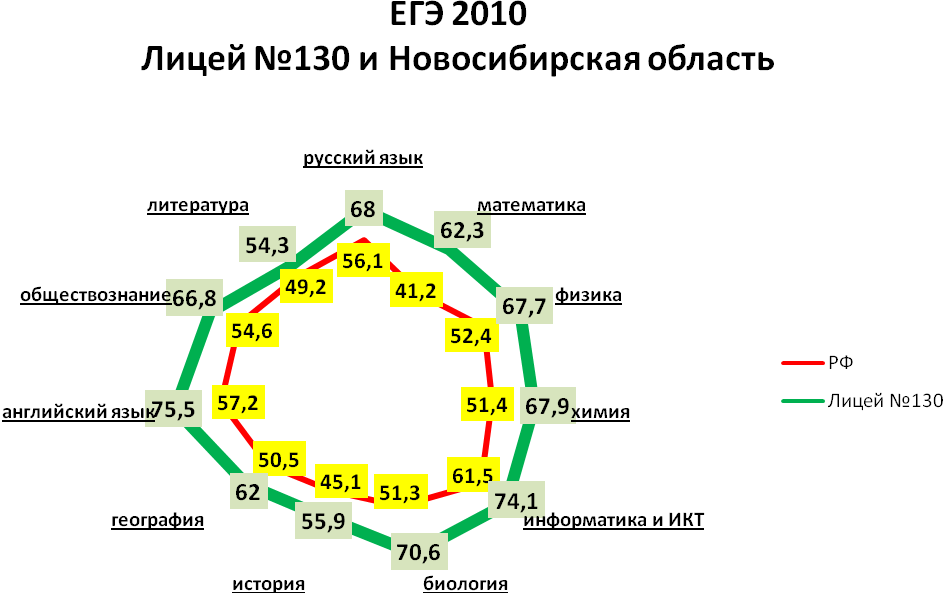 ЕГЭ 2010
Лицей №130 и Новосибирская область
русский язык
литература
математика
68
62,3
54,3
56,1
49,2
41,2
обществознание
66,8
физика
67,7
54,6
52,4
РФ
английский язык
75,5
57,2
51,4
67,9
химия
Лицей №130
50,5
45,1
51,3
61,5
62
55,9
74,1
география
информатика и ИКТ
70,6
история
биология